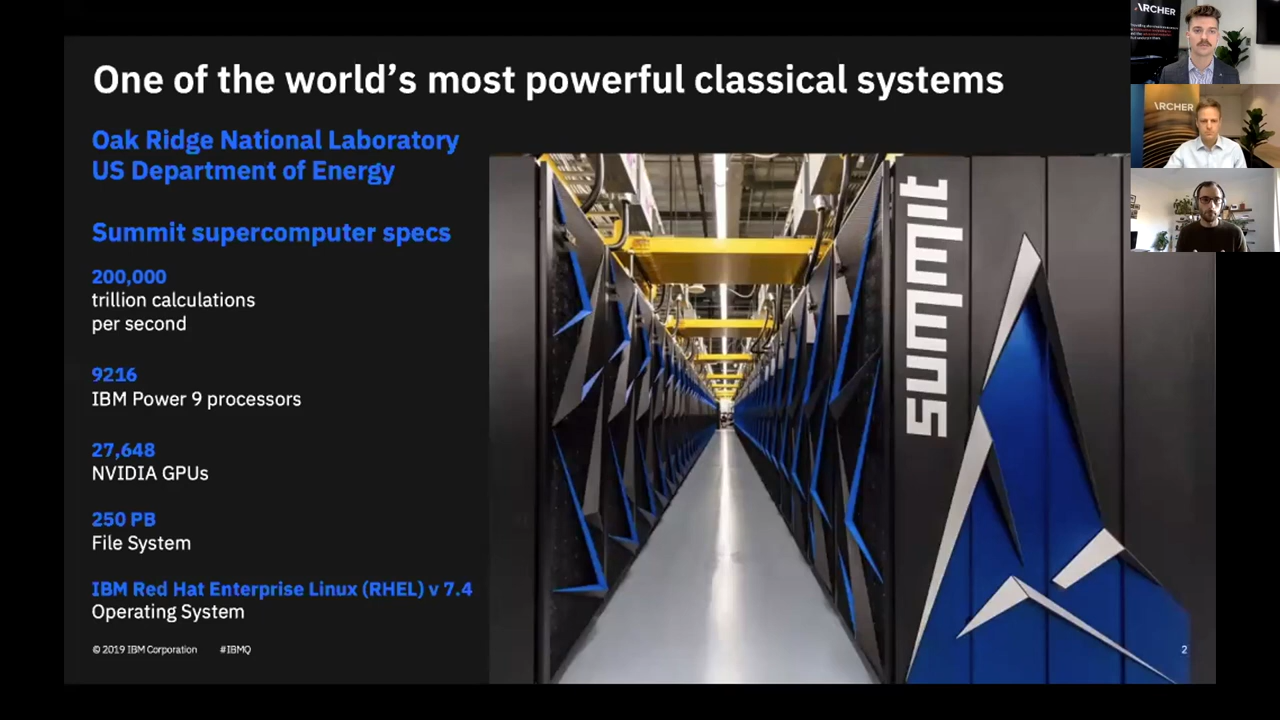 One of the world's most powerful classical systems
Oak Ridge National Laboratory
US Department of Energy
Summit supercomputer specs
200,000
trillion calculations
per second
9216
IBM Power 9 processors
27,648
NVIDIA GPUs
250 PB
File System
IBM Red Hat Enterprise Linux (RHEL) v 7.4
Operating System
© 2019 IBM Corporation #IBMQ
summit
2
ARCHER
ARCHER